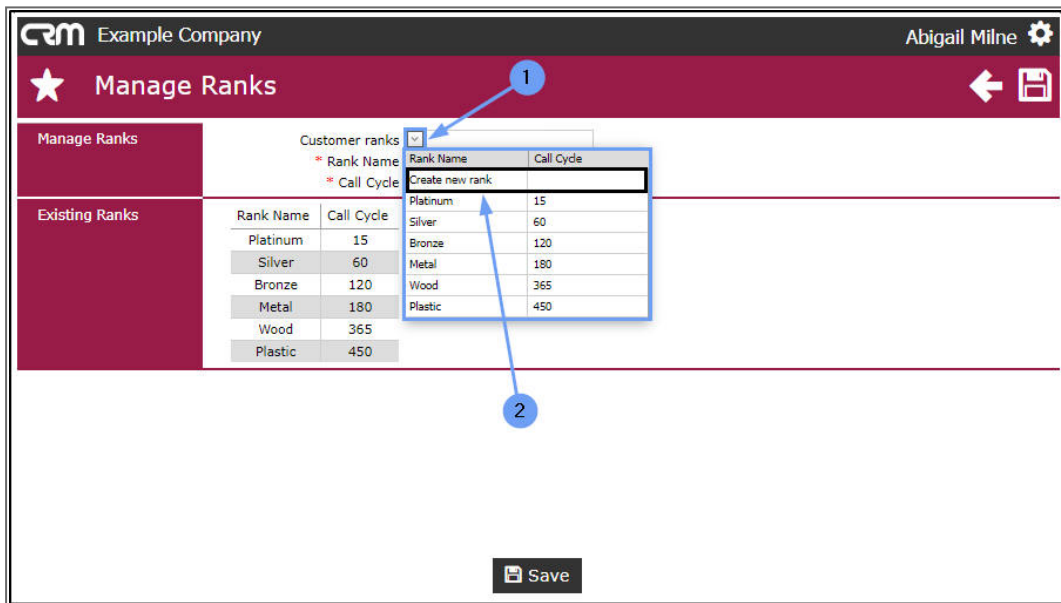 CRM Example Company Abigail Milne
Manage Ranks
1
Manage Ranks
Customer ranks
* Rank Name
* Call Cycle
Rank Name Call Cycle
Create new rank
Platinum 15
Silver 60
Bronze 120
Metal 180
Wood 365
Plastic 450
Existing Ranks
Rank Name Call Cycle
Platinum 15
Silver 60
Bronze 120
Metal 180
Wood 365
Plastic 450
2
Save